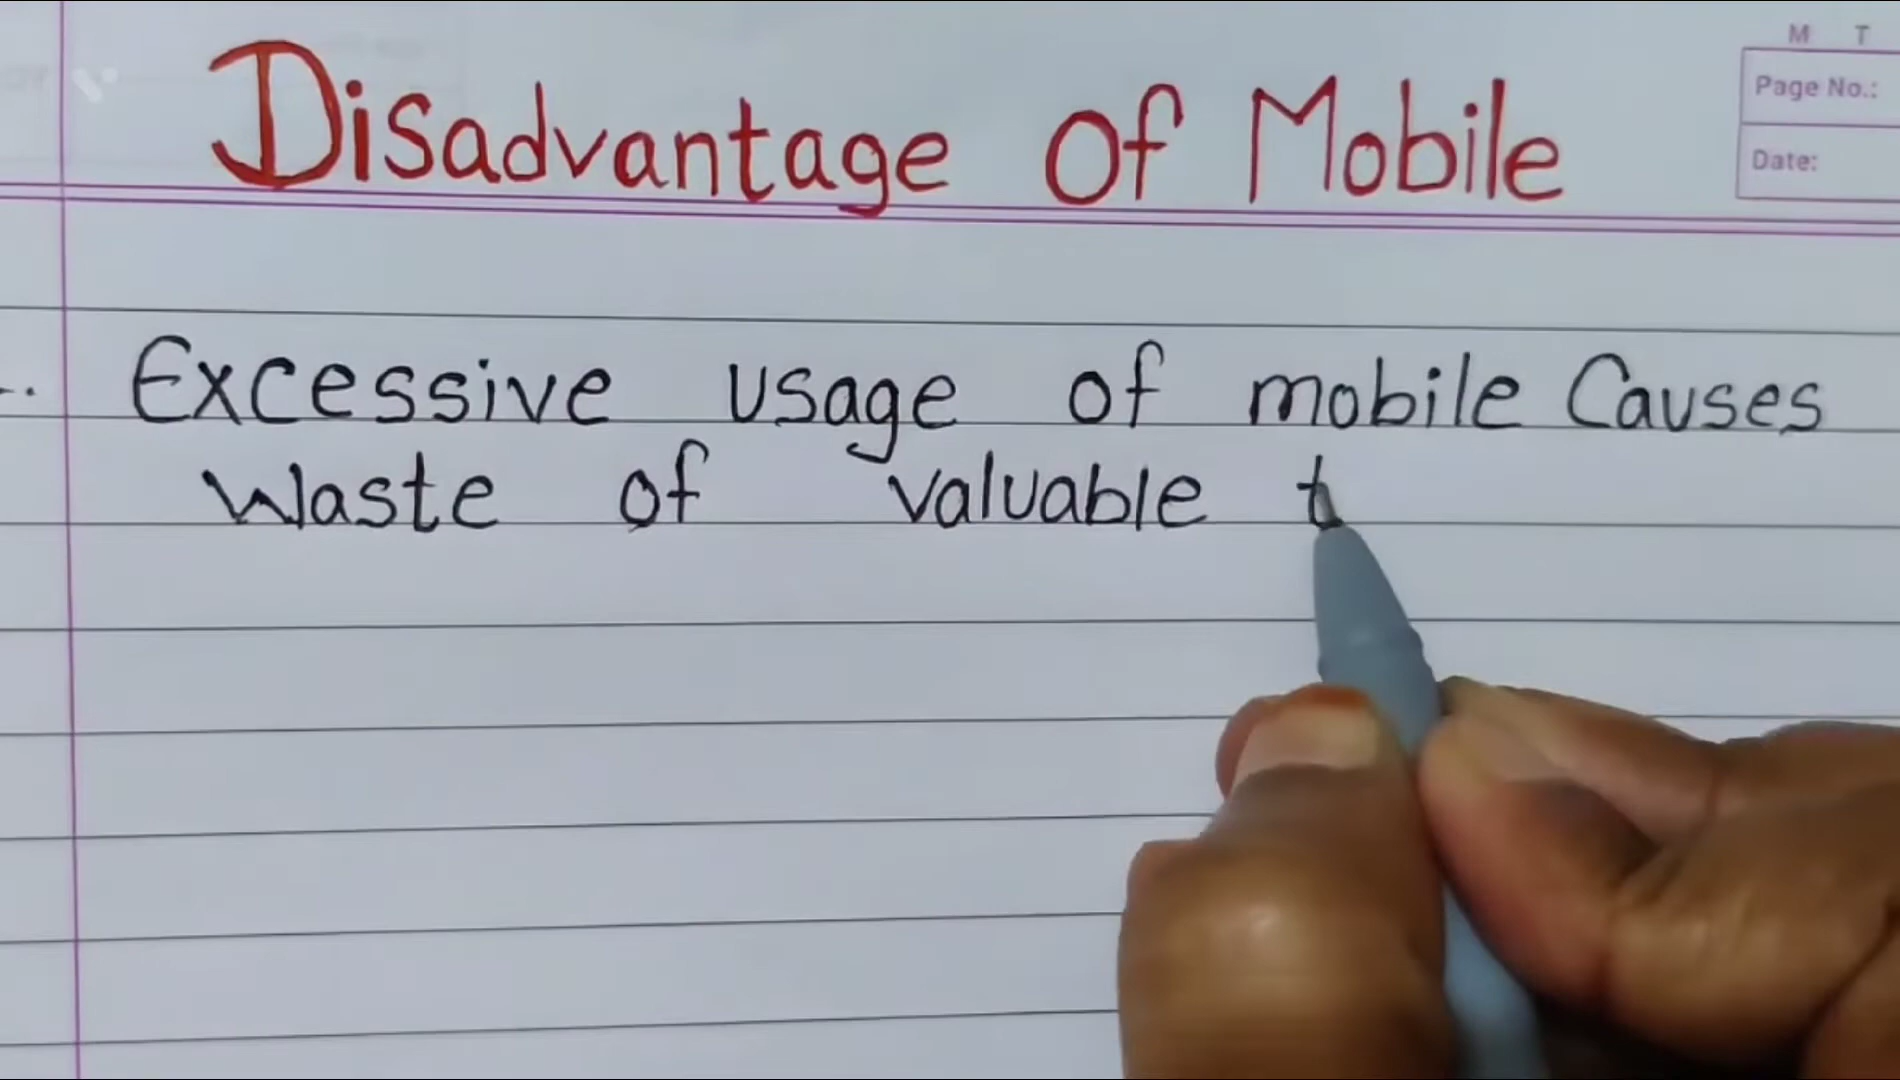 M T
Page No.:
Date:
Disadvantage Of Mobile
Excessive usage of mobile Causes
Waste of valuable t